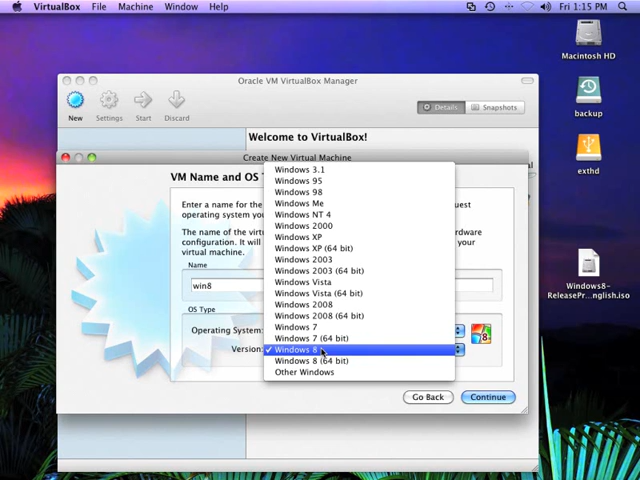 VirtualBox File Machine Window Help Fri 1:15 PM
Oracle VM VirtualBox Manager
New Settings Start Discard Details Snapshots
Welcome to VirtualBox!
Create New Virtual Machine
VM Name and OS T
Enter a name for the quest
operating system you
The name of the virtu rdware
configuration. It will your
virtual machine.
Name
win8
OS Type
Operating System:
Version:
Windows 3.1
Windows 95
Windows 98
Windows Me
Windows NT 4
Windows 2000
Windows XP
Windows XP (64 bit)
Windows 2003
Windows 2003 (64 bit)
Windows Vista
Windows Vista (64 bit)
Windows 2008
Windows 2008 (64 bit)
Windows 7
Windows 7 (64 bit)
✓ Windows 8
Windows 8 (64 bit)
Other Windows
8
Go Back Continue
Macintosh HD
backup
exthd
Windows8-
ReleasePr...nglish.iso